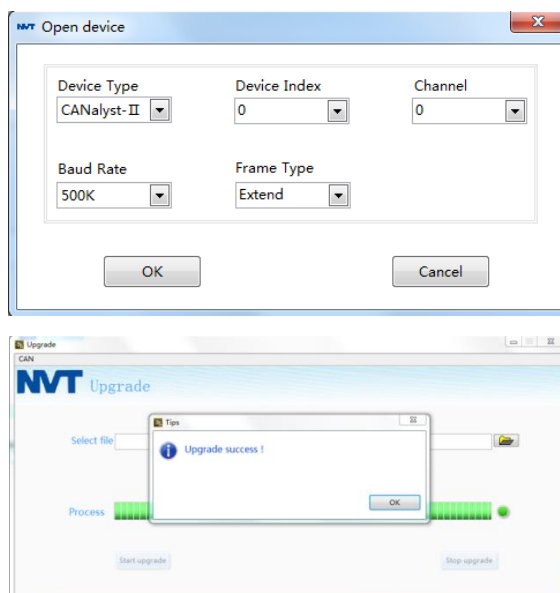 NVT Open device
Device Type Device Index Channel
CANalyst-II 0 0
Baud Rate Frame Type
500K Extend
OK Cancel
Upgrade
CAN
NVT Upgrade
Tips
Select file
Upgrade success !
OK
Process
Start upgrade Stop upgrade